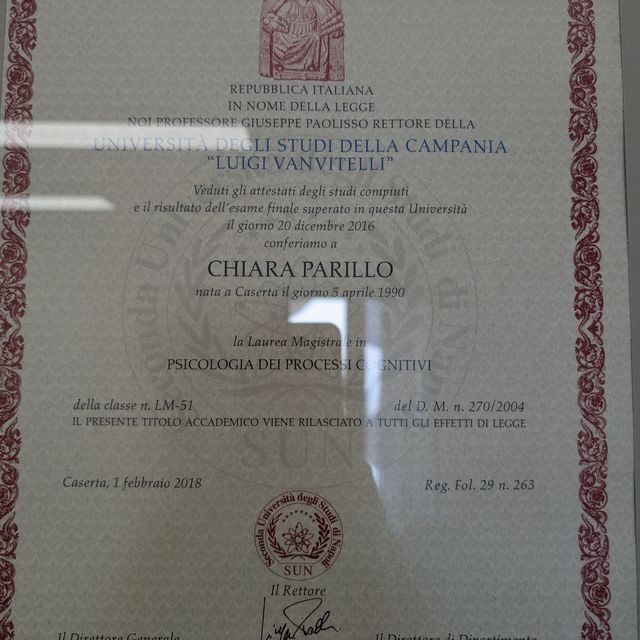 REPUBBLICA ITALIANA
IN NOME DELLA LEGGE
NOI PROFESSORE GIUSEPPE PAOLISSO RETTORE DELLA
UNIVERSITÀ DEGLI STUDI DELLA CAMPANIA
“LUIGI VANVITELLI”
Veduti gli attestati degli studi compiuti
e il risultato dell'esame finale superato in questa Università
il giorno 20 dicembre 2016
conferiamo a
CHIARA PARILLO
nata a Caserta il giorno 5 aprile 1990
la Laurea Magistrale in
PSICOLOGIA DEI PROCESSI COGNITIVI
della classe n. LM-51 del D. M. n. 270/2004
IL PRESENTE TITOLO ACCADEMICO VIENE RILASCIATO A TUTTI GLI EFFETTI DI LEGGE
SUN
Caserta, 1 febbraio 2018 Reg. Fol. 29 n. 263
Seconda Università degli Studi di Napoli
SUN
Il Rettore
Il Direttore Generale Il Direttore di Dipartimento